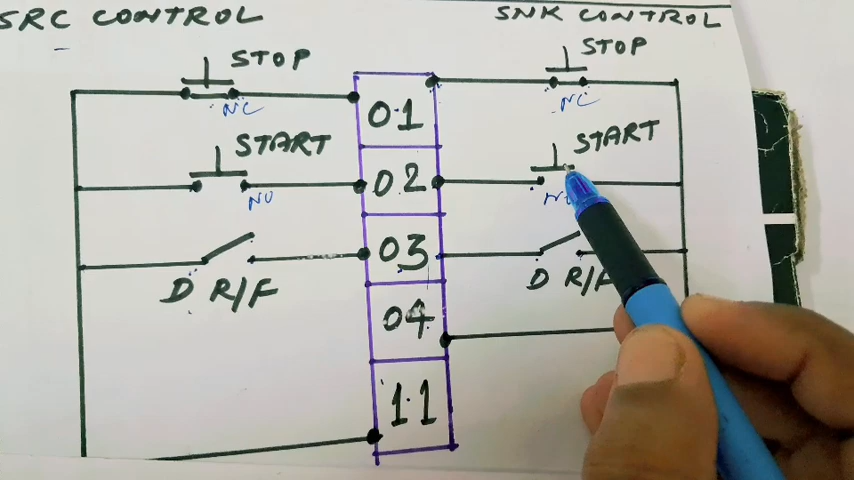 SRC CONTROL
SNK CONTROL
STOP
NC
01
STOP
NC
START
NO
02
START
D R/F
03
D R/F
04
11